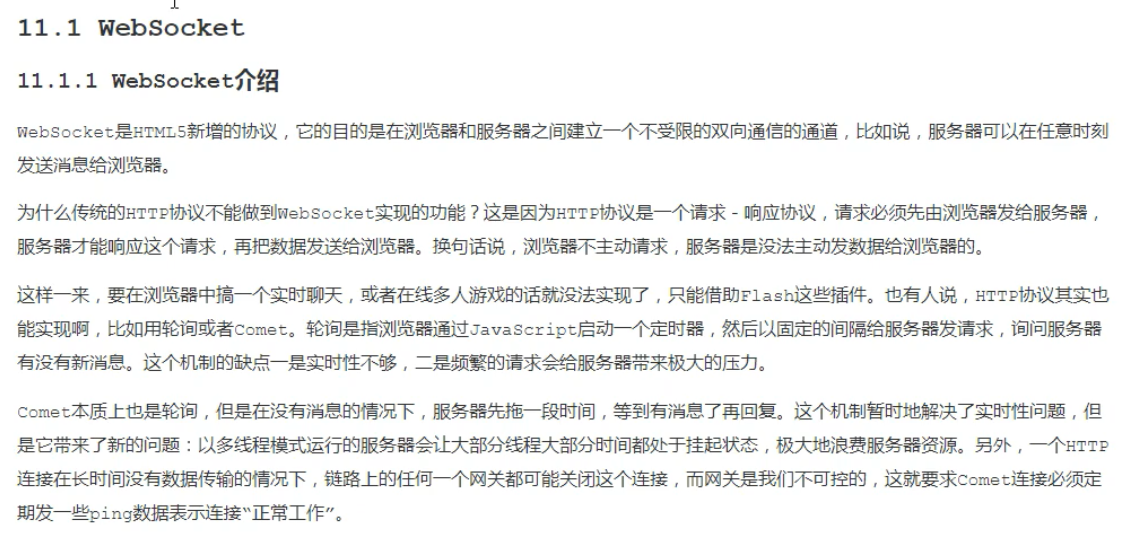 11.1 WebSocket
11.1.1 WebSocket介绍
WebSocket是HTML5新增的协议，它的目的是在浏览器和服务器之间建立一个不受限的双向通信的通道，比如说，服务器可以在任意时刻
发送消息给浏览器。
为什么传统的HTTP协议不能做到WebSocket实现的功能？这是因为HTTP协议是一个请求－响应协议，请求必须先由浏览器发给服务器，
服务器才能响应这个请求，再把数据发送给浏览器。换句话说，浏览器不主动请求，服务器是没法主动发数据给浏览器的。
这样一来，要在浏览器中搞一个实时聊天，或者在线多人游戏的话就没法实现了，只能借助Flash这些插件。也有人说，HTTP协议其实也
能实现啊，比如用轮询或者Comet。轮询是指浏览器通过JavaScript启动一个定时器，然后以固定的间隔给服务器发请求，询问服务器
有没有新消息。这个机制的缺点一是实时性不够，二是频繁的请求会给服务器带来极大的压力。
Comet本质上也是轮询，但是在没有消息的情况下，服务器先拖一段时间，等到有消息了再回复。这个机制暂时地解决了实时性问题，但
是它带来了新的问题：以多线程模式运行的服务器会让大部分线程大部分时间都处于挂起状态，极大地浪费服务器资源。另外，一个HTTP
连接在长时间没有数据传输的情况下，链路上的任何一个网关都可能关闭这个连接，而网关是我们不可控的，这就要求Comet连接必须定
期发一些ping数据表示连接“正常工作”。